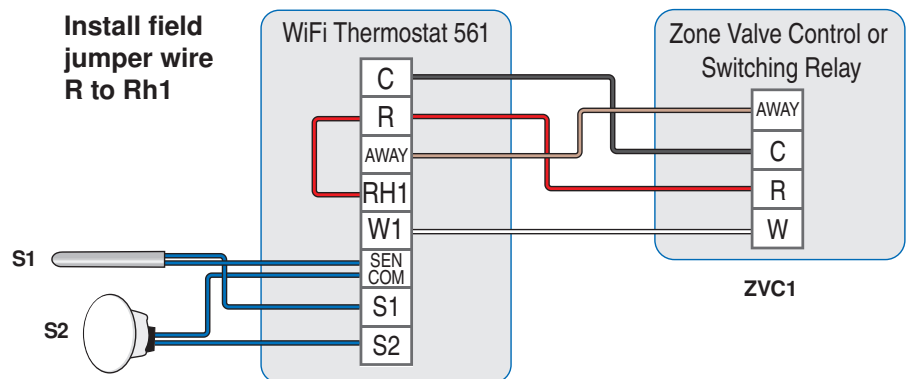 Install field
jumper wire
R to Rh1
WiFi Thermostat 561
C
R
AWAY
RH1
W1
SEN
COM
S1
S2
Zone Valve Control or
Switching Relay
AWAY
C
R
W
ZVC1
S1
S2